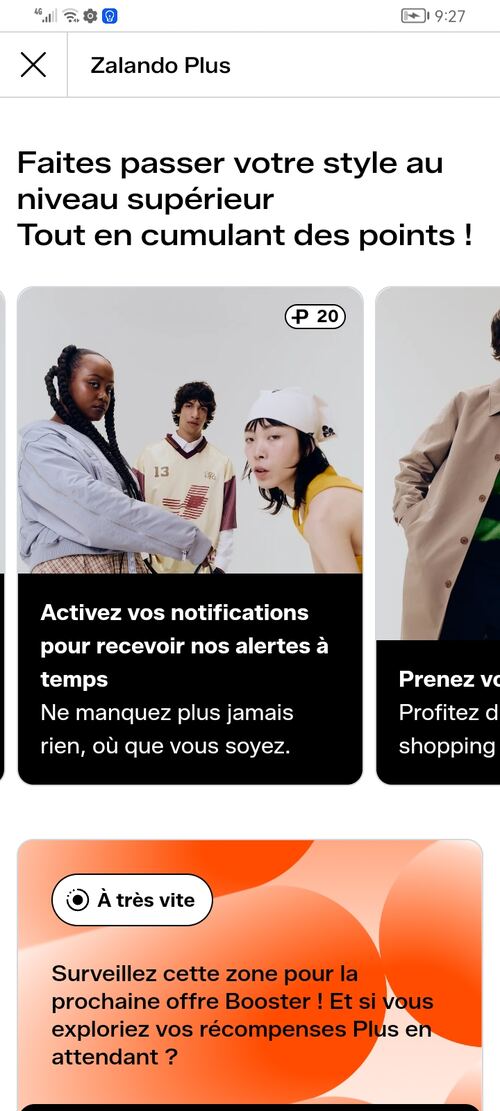 4G
9:27
Zalando Plus
Faites passer votre style au
niveau supérieur
Tout en cumulant des points !
P 20
13
Activez vos notifications
pour recevoir nos alertes à
temps
Ne manquez plus jamais
rien, où que vous soyez.
Prenez vo
Profitez d
shopping
À très vite
Surveillez cette zone pour la
prochaine offre Booster ! Et si vous
exploriez vos récompenses Plus en
attendant ?